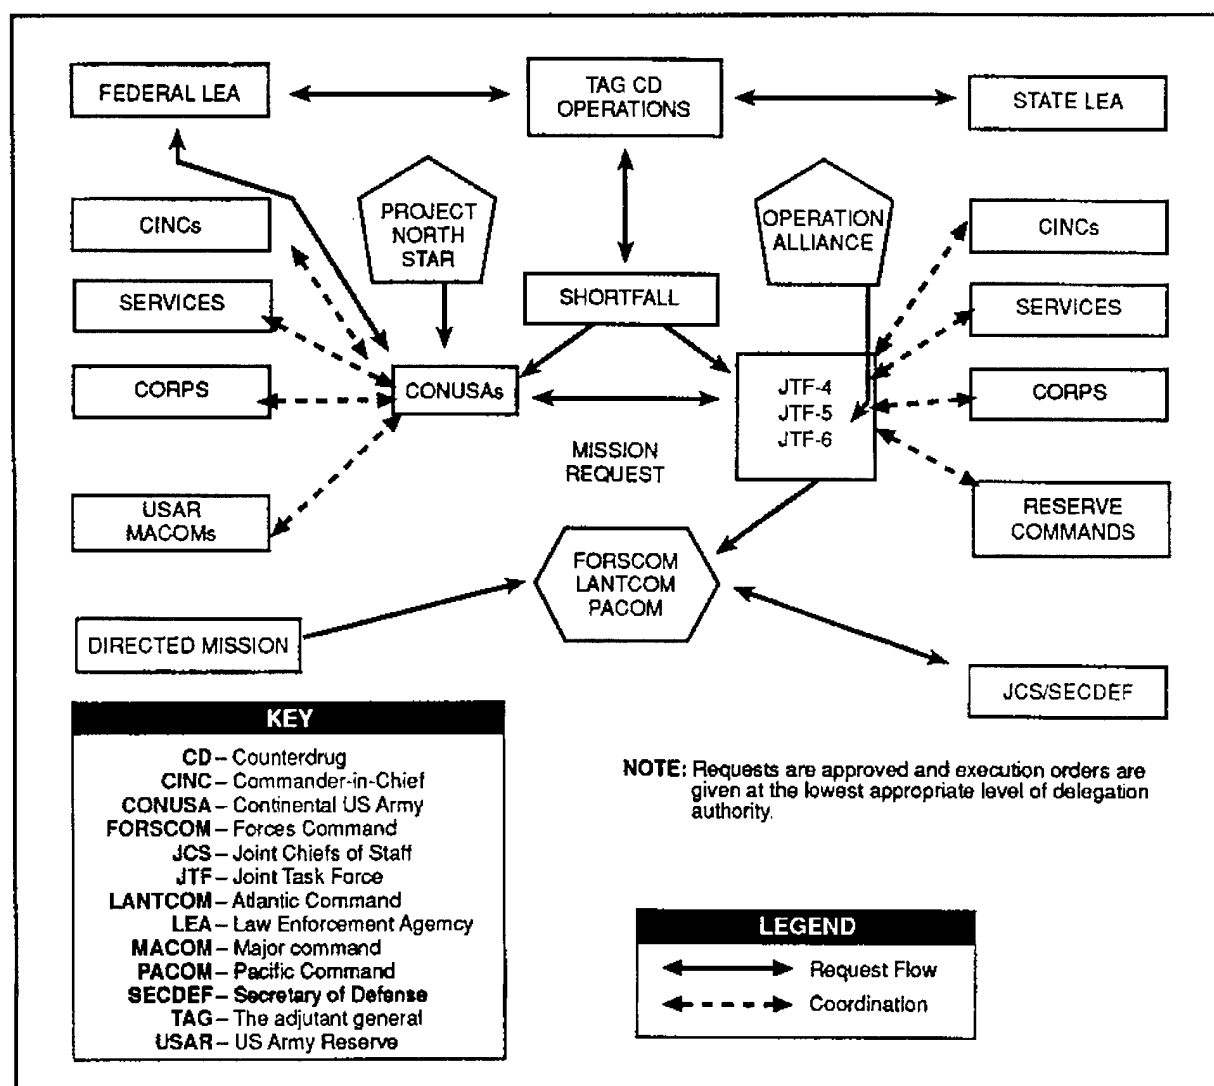 FEDERAL LEA
TAG CD
OPERATIONS
STATE LEA
CINCs
PROJECT
NORTH
STAR
OPERATION
ALLIANCE
CINCs
SERVICES
SHORTFALL
SERVICES
CORPS
CONUSAs
JTF-4
JTF-5
JTF-6
CORPS
MISSION
REQUEST
USAR
MACOMs
RESERVE
COMMANDS
FORSCOM
LANTCOM
PACOM
DIRECTED MISSION
JCS/SECDEF
KEY
CD – Counterdrug
CINC – Commander-in-Chief
CONUSA – Continental US Army
FORSCOM – Forces Command
JCS – Joint Chiefs of Staff
JTF – Joint Task Force
LANTCOM – Atlantic Command
LEA – Law Enforcement Agemcy
MACOM – Major command
PACOM – Pacific Command
SECDEF – Secretary of Defense
TAG – The adjutant general
USAR – US Army Reserve
NOTE: Requests are approved and execution orders are
given at the lowest appropriate level of delegation
authority.
LEGEND
Request Flow
Coordination